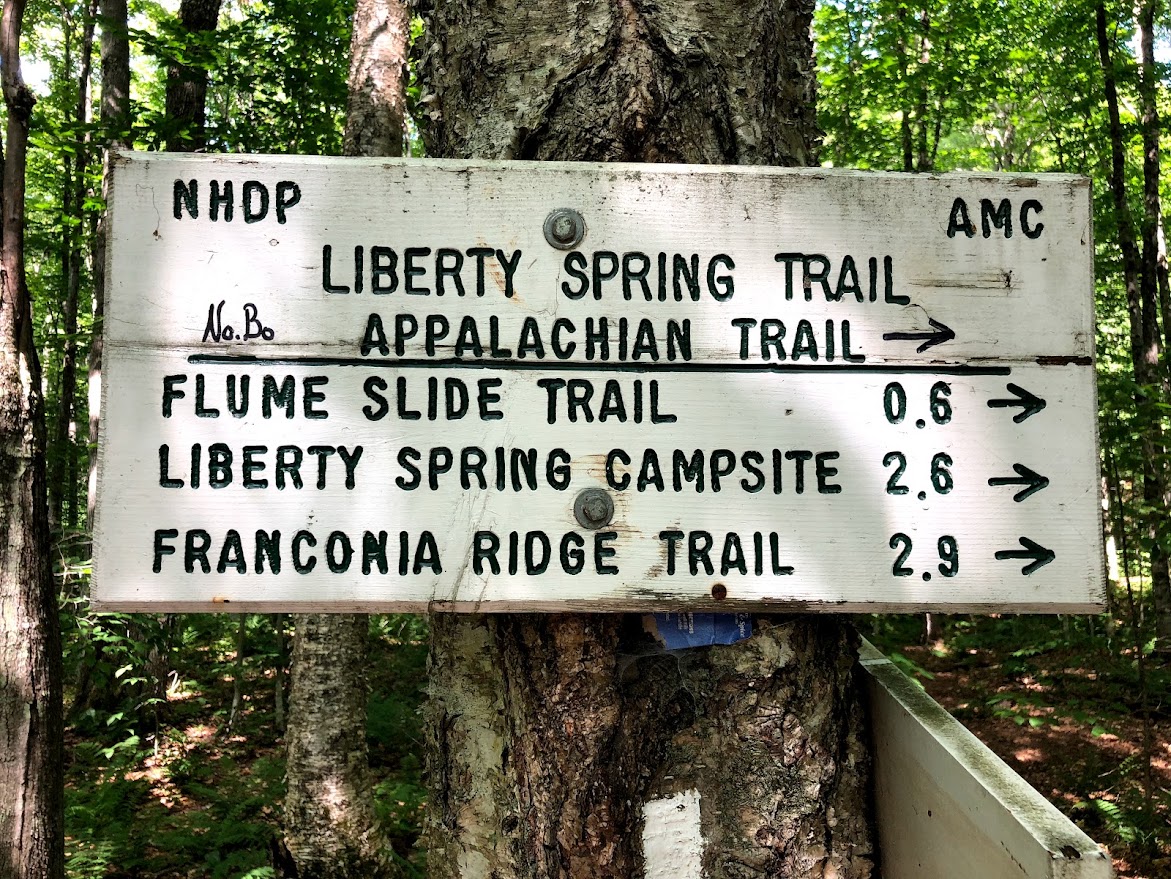 NHDP AMC
LIBERTY SPRING TRAIL
No.Bo APPALACHIAN TRAIL →
FLUME SLIDE TRAIL 0.6 →
LIBERTY SPRING CAMPSITE 2.6 →
FRANCONIA RIDGE TRAIL 2.9 →